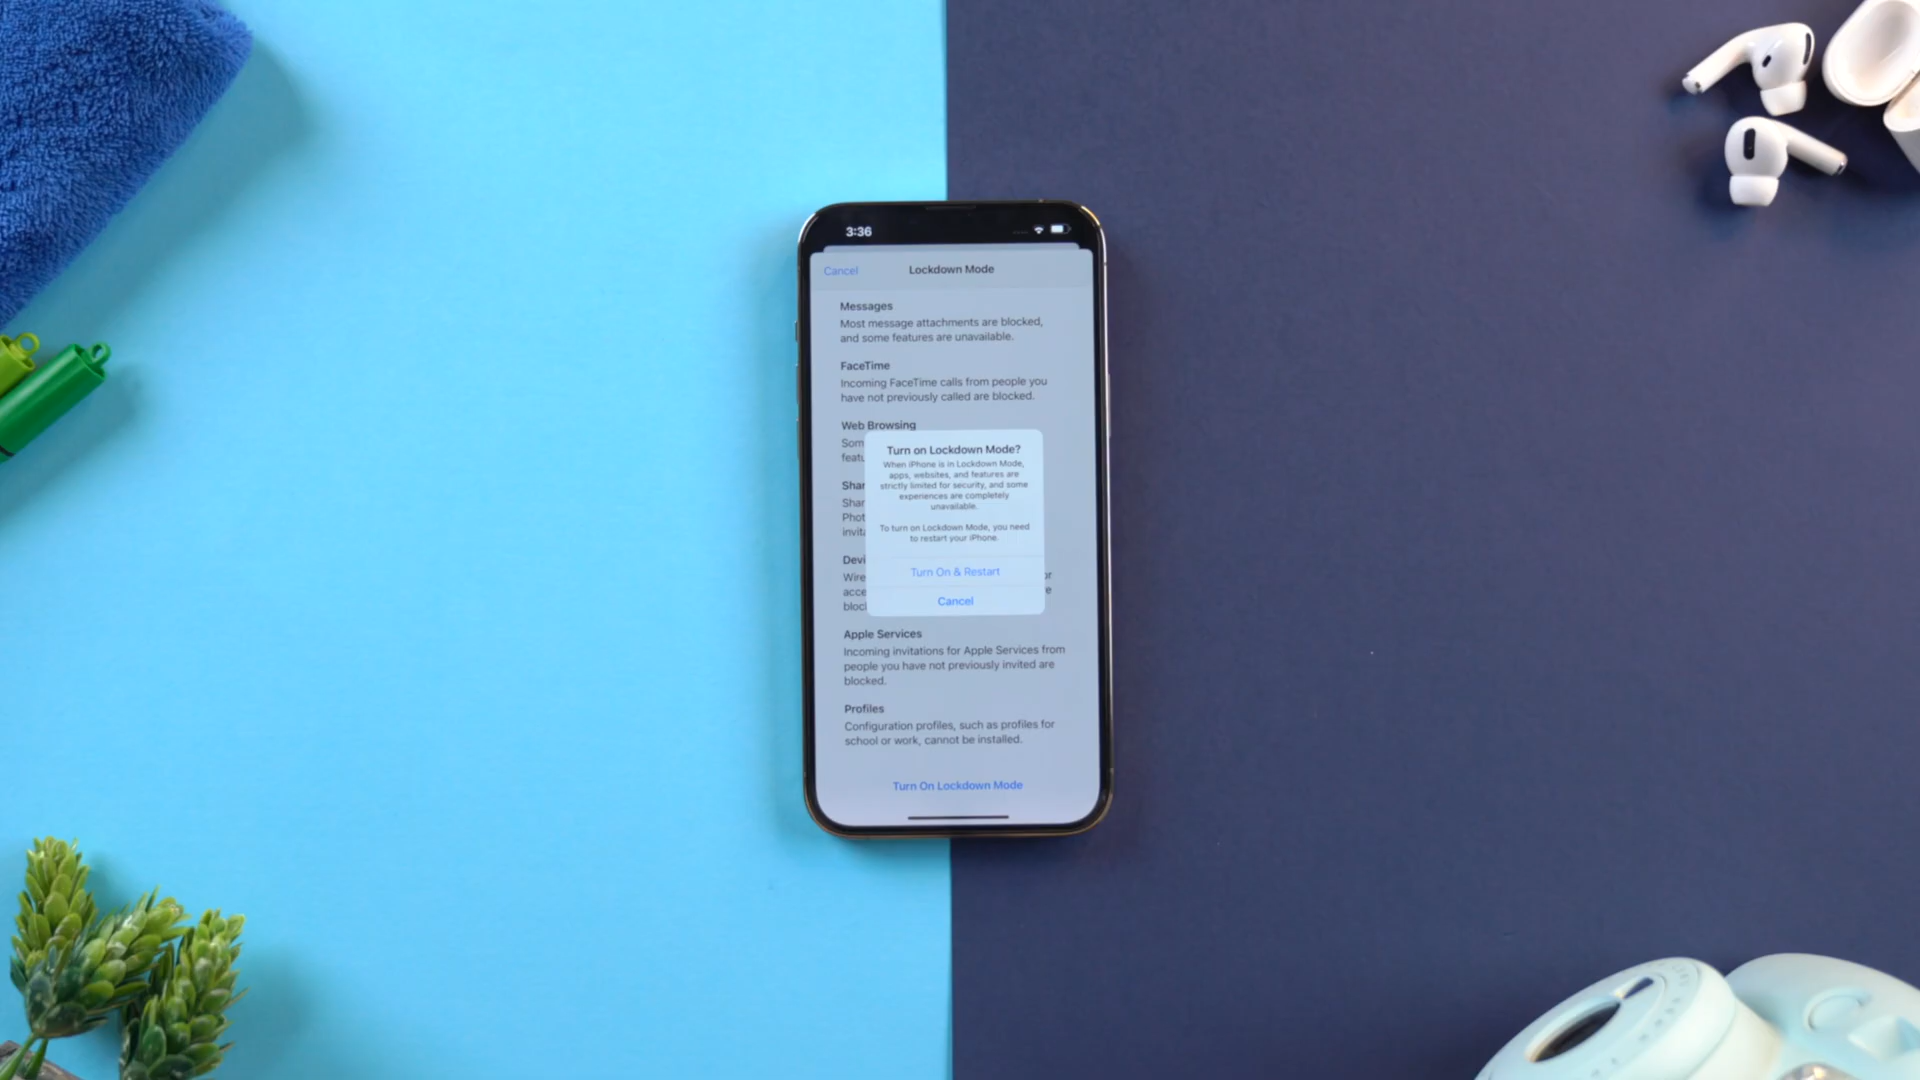 3:36
Cancel
Lockdown Mode
Messages
Most message attachments are blocked,
and some features are unavailable.
FaceTime
Incoming FaceTime calls from people you
have not previously called are blocked.
Web Browsing
Som
featu
Shar
Shar
Phot
invita
Devi
Wire
or
acce
e
bloc
Turn on Lockdown Mode?
When iPhone is in Lockdown Mode,
apps, websites, and features are
strictly limited for security, and some
experiences are completely
unavailable.
To turn on Lockdown Mode, you need
to restart your iPhone.
Turn On & Restart
Cancel
Apple Services
Incoming invitations for Apple Services from
people you have not previously invited are
blocked.
Profiles
Configuration profiles, such as profiles for
school or work, cannot be installed.
Turn On Lockdown Mode